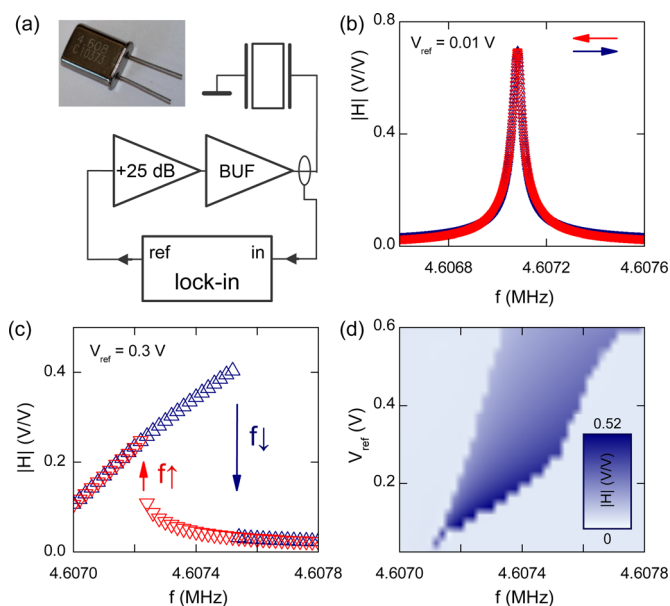 (a)
4.608
C10373
+25 dB
BUF
ref
in
lock-in
(b)
V_ref = 0.01 V
|H| (V/V)
0.8
0.4
0.0
4.6068
4.6072
4.6076
f (MHz)
(c)
V_ref = 0.3 V
|H| (V/V)
0.4
0.2
0.0
f↓
f↑
4.6070
4.6074
4.6078
f (MHz)
(d)
V_ref (V)
0.6
0.4
0.2
0.52
|H| (V/V)
0
4.6070
4.6074
4.6078
f (MHz)